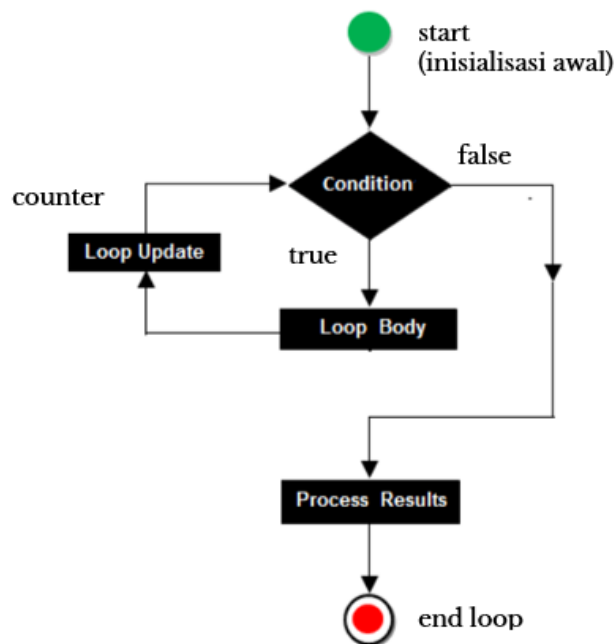 start
(inisialisasi awal)
false
Condition
counter
Loop Update
true
Loop Body
Process Results
end loop